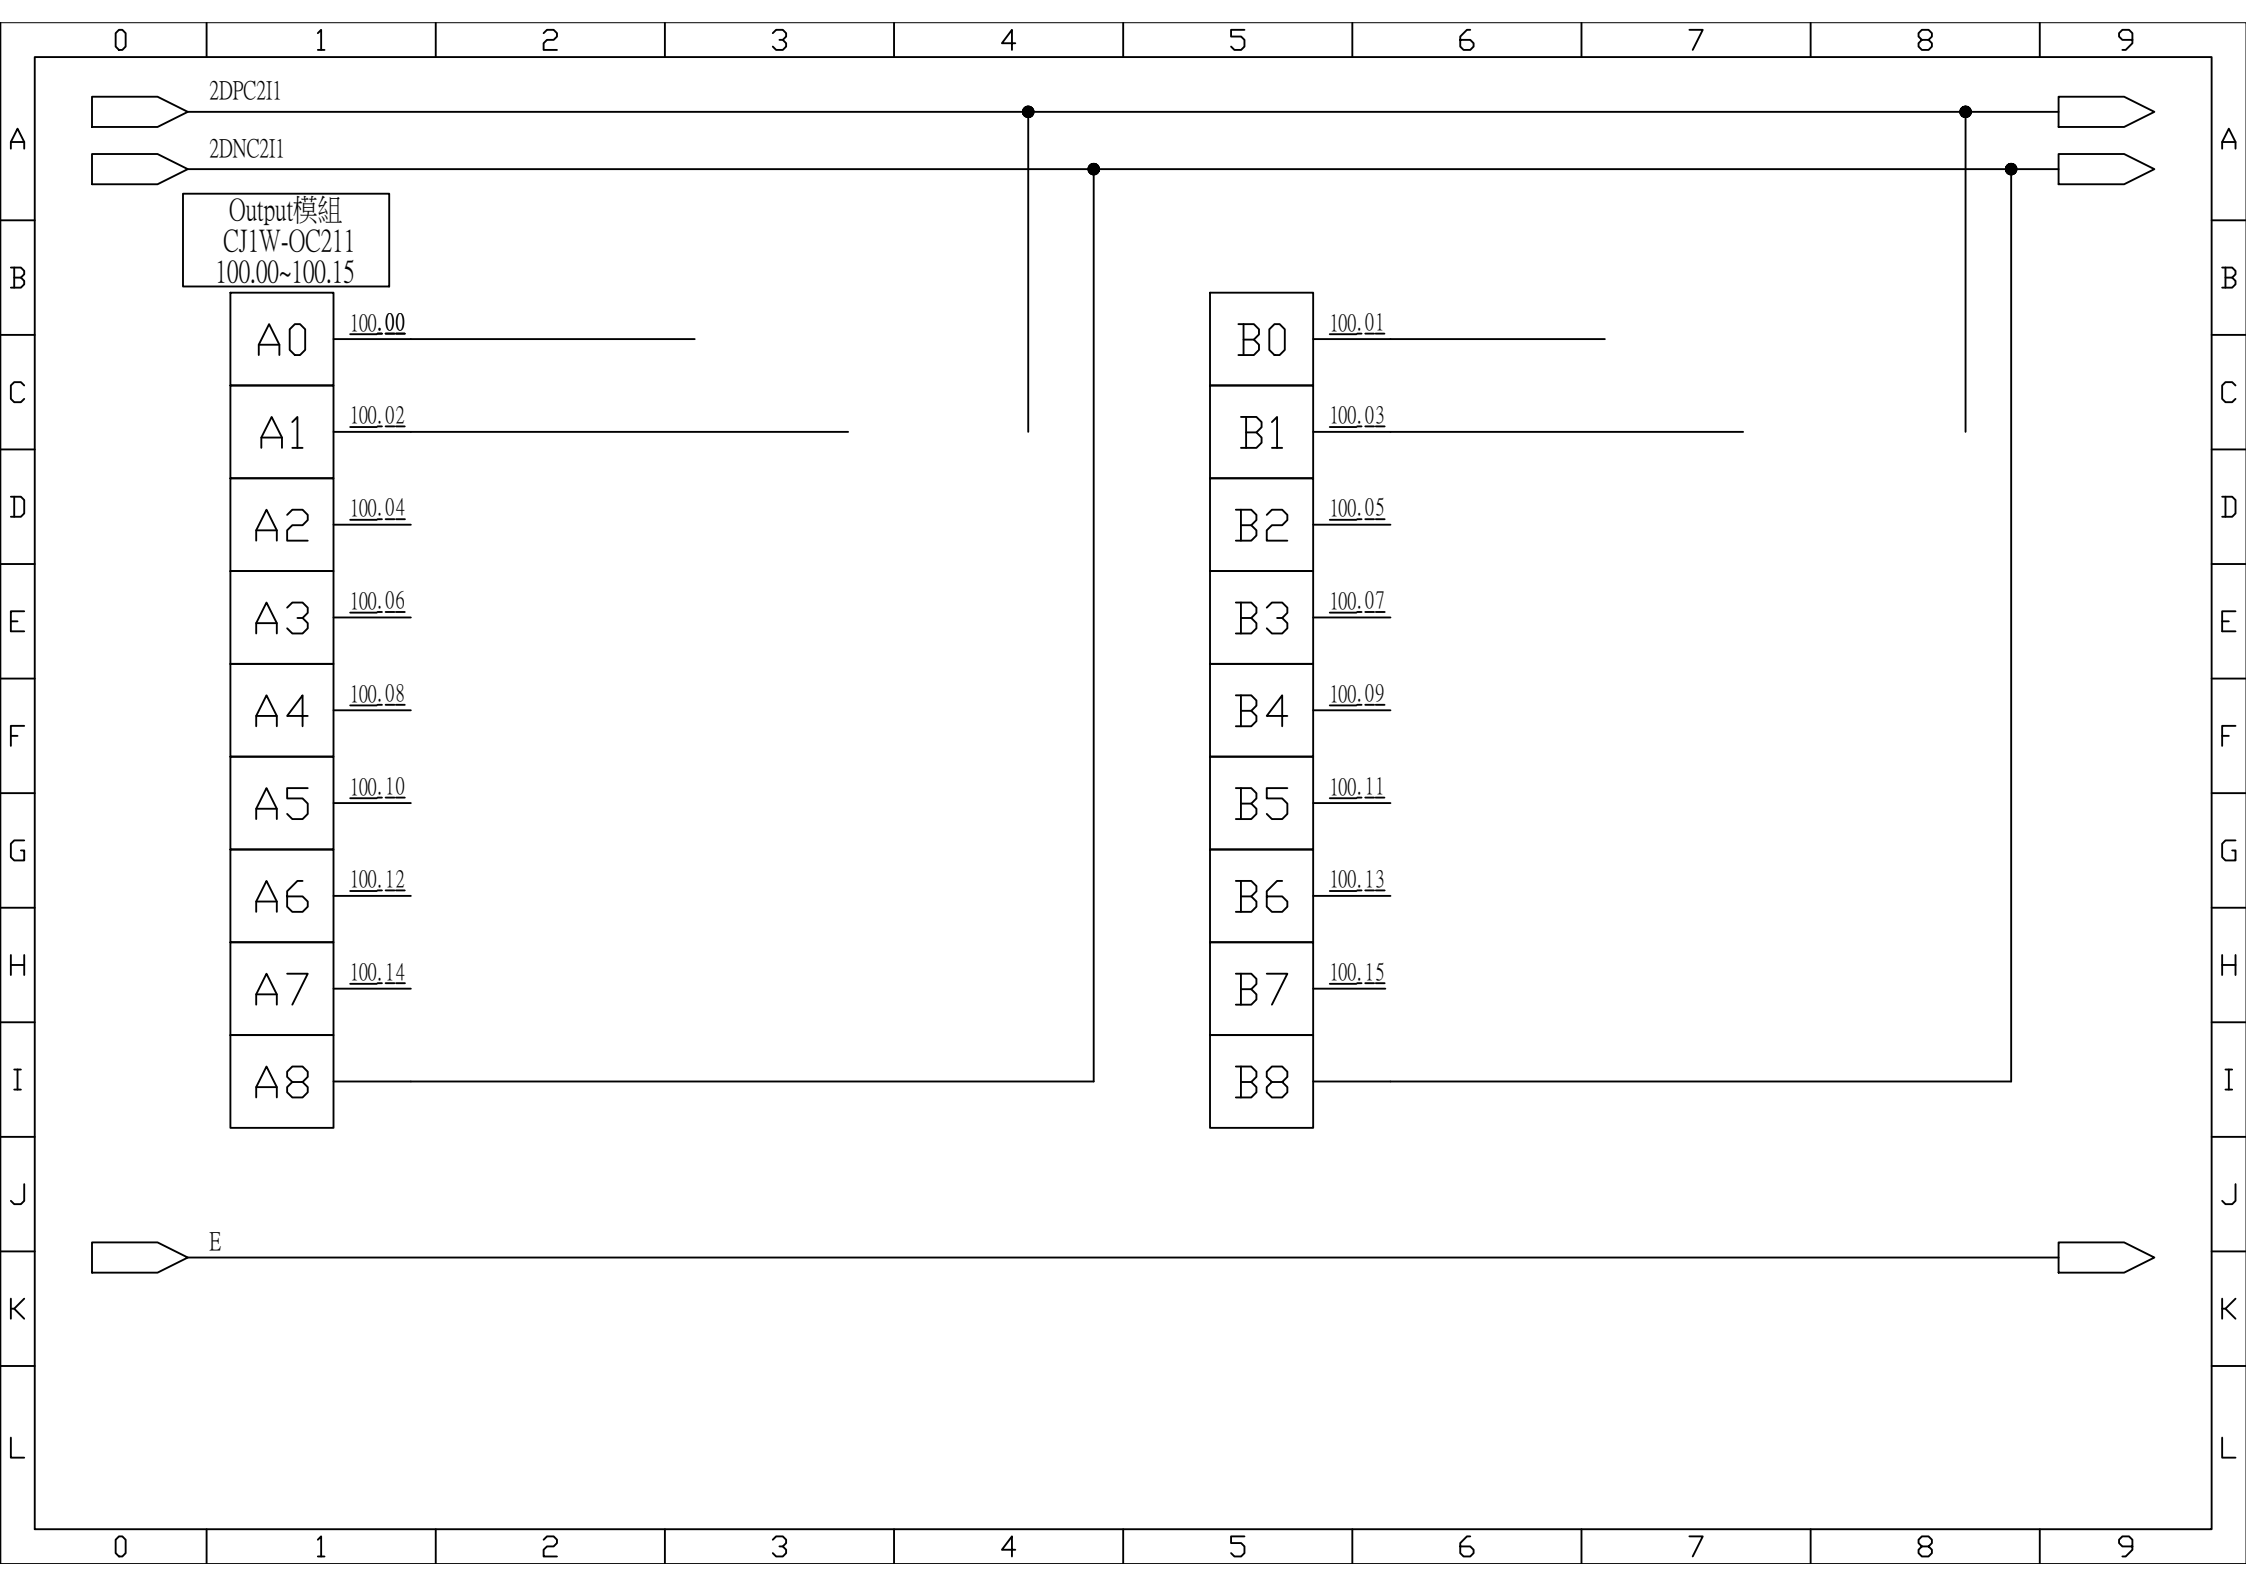 0 1 2 3 4 5 6 7 8 9
2DPC2I1
A A
2DNC2I1
Output模組
CJ1W-OC211
100.00~100.15
B B
A0 100.00 B0 100.01
C C
A1 100.02 B1 100.03
D D
A2 100.04 B2 100.05
E E
A3 100.06 B3 100.07
F F
A4 100.08 B4 100.09
A5 100.10 B5 100.11
G G
A6 100.12 B6 100.13
H H
A7 100.14 B7 100.15
I I
A8 B8
J J
E
K K
L L
0 1 2 3 4 5 6 7 8 9